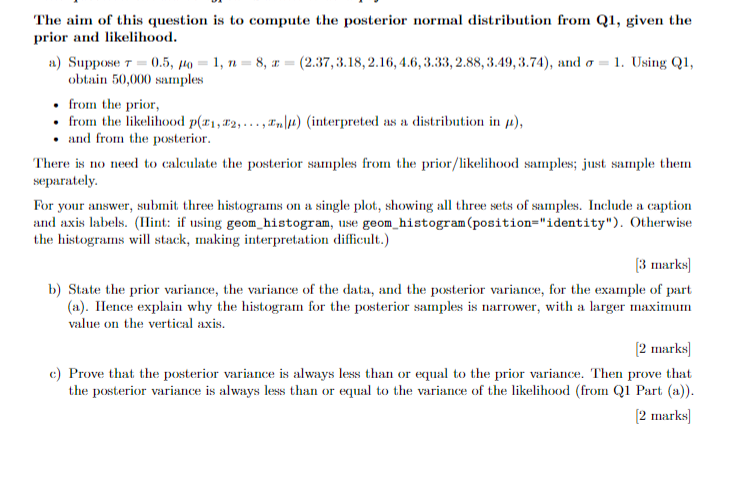 The aim of this question is to compute the posterior normal distribution from Q1, given the
prior and likelihood.
a) Suppose τ = 0.5, μ₀ = 1, n = 8, x = (2.37, 3.18, 2.16, 4.6, 3.33, 2.88, 3.49, 3.74), and σ = 1. Using Q1,
obtain 50,000 samples
• from the prior,
• from the likelihood p(x₁, x₂, . . . , xₙ|μ) (interpreted as a distribution in μ),
• and from the posterior.
There is no need to calculate the posterior samples from the prior/likelihood samples; just sample them
separately.
For your answer, submit three histograms on a single plot, showing all three sets of samples. Include a caption
and axis labels. (Hint: if using geom_histogram, use geom_histogram(position="identity"). Otherwise
the histograms will stack, making interpretation difficult.)
[3 marks]
b) State the prior variance, the variance of the data, and the posterior variance, for the example of part
(a). Hence explain why the histogram for the posterior samples is narrower, with a larger maximum
value on the vertical axis.
[2 marks]
c) Prove that the posterior variance is always less than or equal to the prior variance. Then prove that
the posterior variance is always less than or equal to the variance of the likelihood (from Q1 Part (a)).
[2 marks]